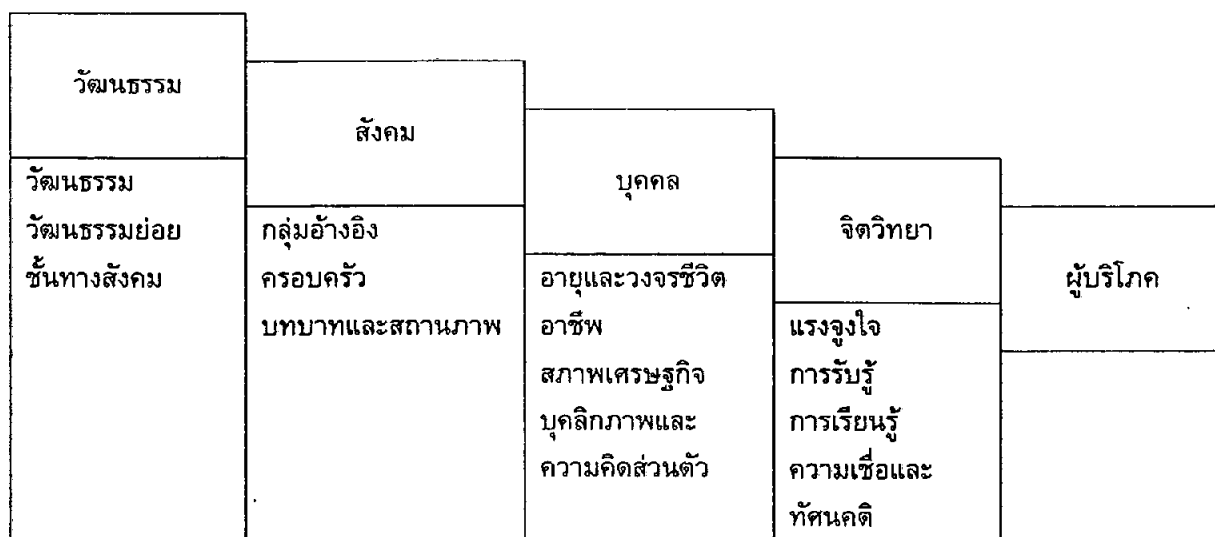 วัฒนธรรม
วัฒนธรรม
วัฒนธรรมย่อย
ชั้นทางสังคม
สังคม
กลุ่มอ้างอิง
ครอบครัว
บทบาทและสถานภาพ
บุคคล
อายุและวงจรชีวิต
อาชีพ
สภาพเศรษฐกิจ
บุคลิกภาพและ
ความคิดส่วนตัว
จิตวิทยา
แรงจูงใจ
การรับรู้
การเรียนรู้
ความเชื่อและ
ทัศนคติ
ผู้บริโภค